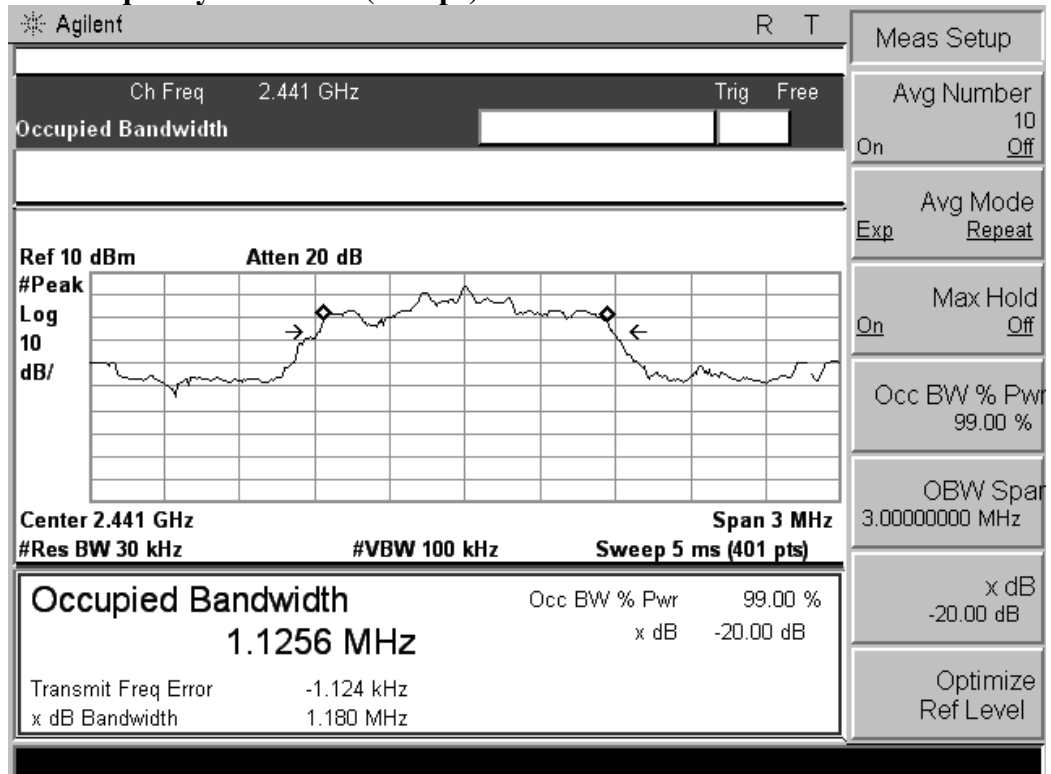 Agilent R T
Ch Freq 2.441 GHz Trig Free
Occupied Bandwidth
Ref 10 dBm Atten 20 dB
#Peak
Log
10
dB/
Center 2.441 GHz Span 3 MHz
#Res BW 30 kHz #VBW 100 kHz Sweep 5 ms (401 pts)
Occupied Bandwidth
1.1256 MHz
Occ BW % Pwr 99.00 %
x dB -20.00 dB
Transmit Freq Error -1.124 kHz
x dB Bandwidth 1.180 MHz
Meas Setup
Avg Number
10
On Off
Avg Mode
Exp Repeat
Max Hold
On Off
Occ BW % Pwr
99.00 %
OBW Span
3.00000000 MHz
x dB
-20.00 dB
Optimize
Ref Level